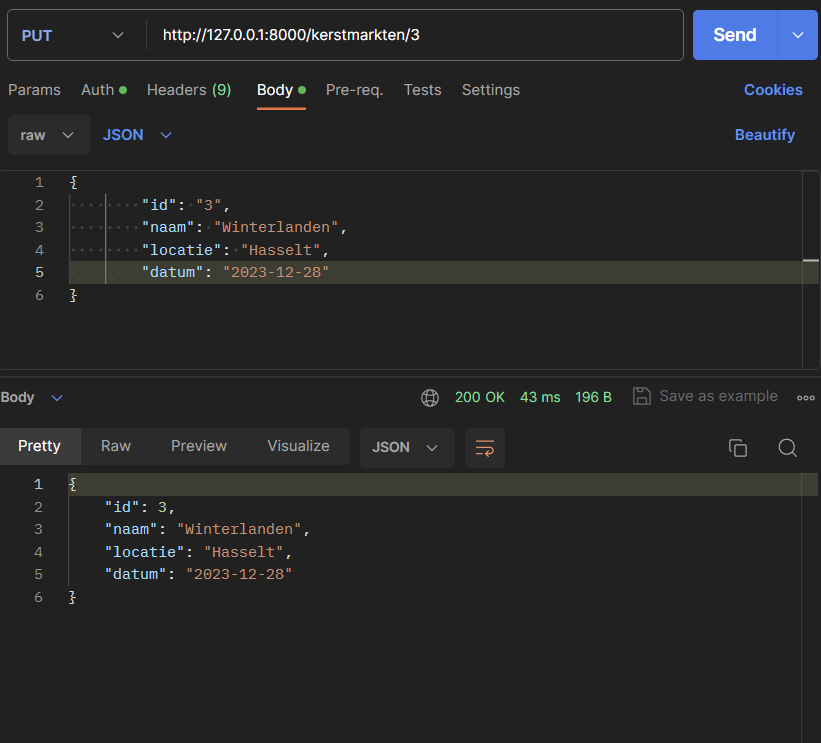 PUT http://127.0.0.1:8000/kerstmarkten/3 Send
Params Auth Headers (9) Body Pre-req. Tests Settings Cookies
raw JSON Beautify
1 {
2 "id": "3",
3 "naam": "Winterlanden",
4 "locatie": "Hasselt",
5 "datum": "2023-12-28"
6 }
Body 200 OK 43 ms 196 B Save as example
Pretty Raw Preview Visualize JSON
1 {
2 "id": 3,
3 "naam": "Winterlanden",
4 "locatie": "Hasselt",
5 "datum": "2023-12-28"
6 }